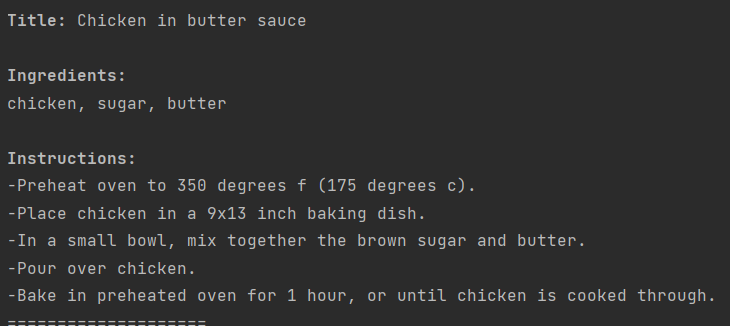 Title: Chicken in butter sauce
Ingredients:
chicken, sugar, butter
Instructions:
-Preheat oven to 350 degrees f (175 degrees c).
-Place chicken in a 9x13 inch baking dish.
-In a small bowl, mix together the brown sugar and butter.
-Pour over chicken.
-Bake in preheated oven for 1 hour, or until chicken is cooked through.
====================